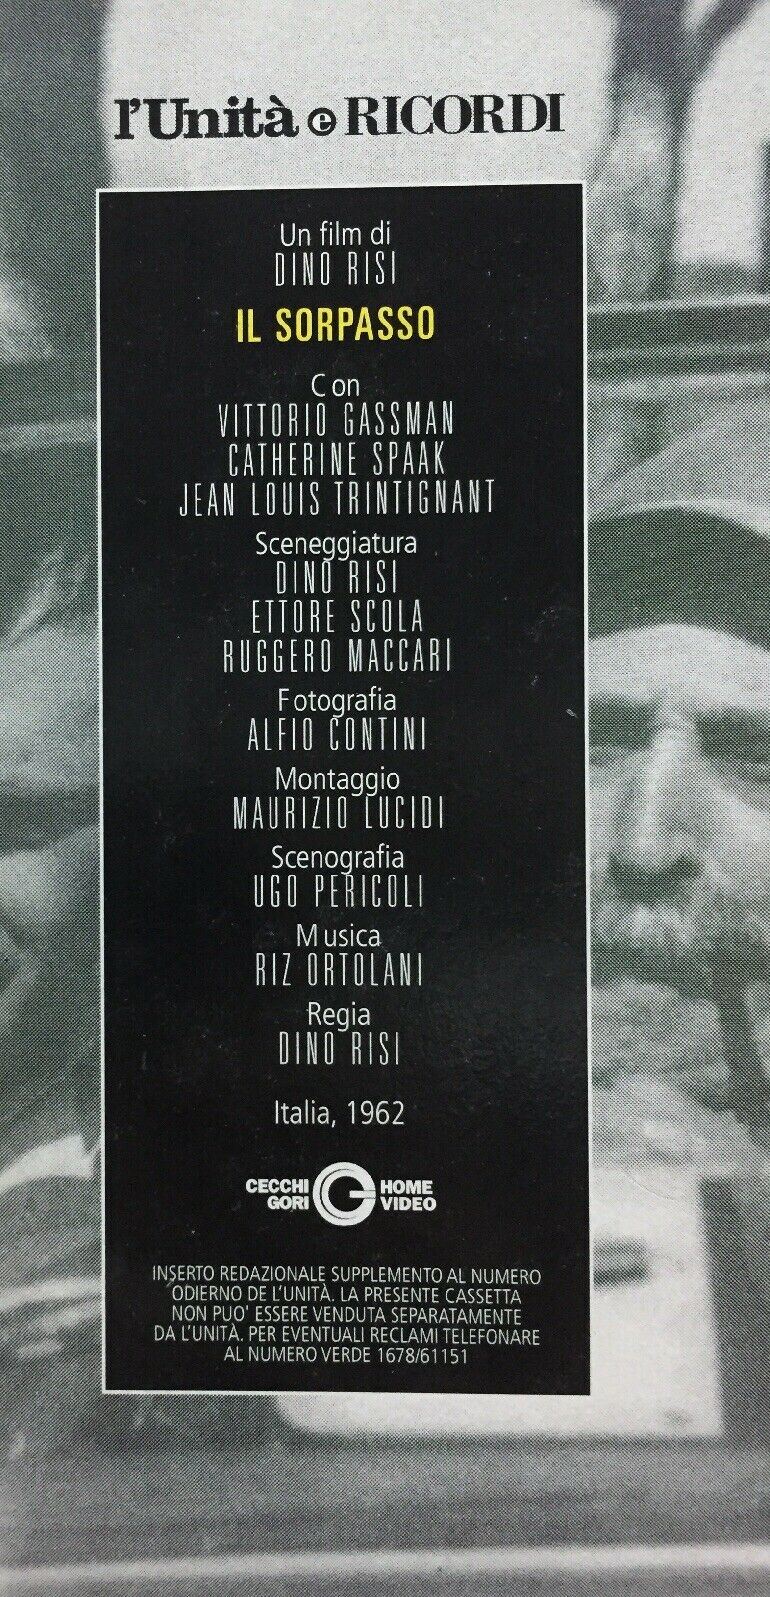 l'Unità e RICORDI
Un film di
DINO RISI
IL SORPASSO
Con
VITTORIO GASSMAN
CATHERINE SPAAK
JEAN LOUIS TRINTIGNANT
Sceneggiatura
DINO RISI
ETTORE SCOLA
RUGGERO MACCARI
Fotografia
ALFIO CONTINI
Montaggio
MAURIZIO LUCIDI
Scenografia
UGO PERICOLI
Musica
RIZ ORTOLANI
Regia
DINO RISI
Italia, 1962
CECCHI GORI HOME VIDEO
INSERTO REDAZIONALE SUPPLEMENTO AL NUMERO
ODIERNO DE L'UNITÀ. LA PRESENTE CASSETTA
NON PUO' ESSERE VENDUTA SEPARATAMENTE
DA L'UNITÀ. PER EVENTUALI RECLAMI TELEFONARE
AL NUMERO VERDE 1678/61151